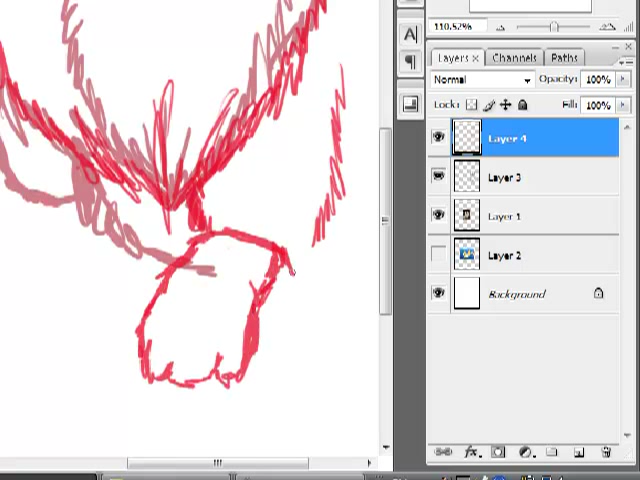 110.52%
A
Layers × Channels Paths
Normal Opacity: 100%
Lock: Fill: 100%
Layer 4
Layer 3
Layer 1
Layer 2
Background
fx